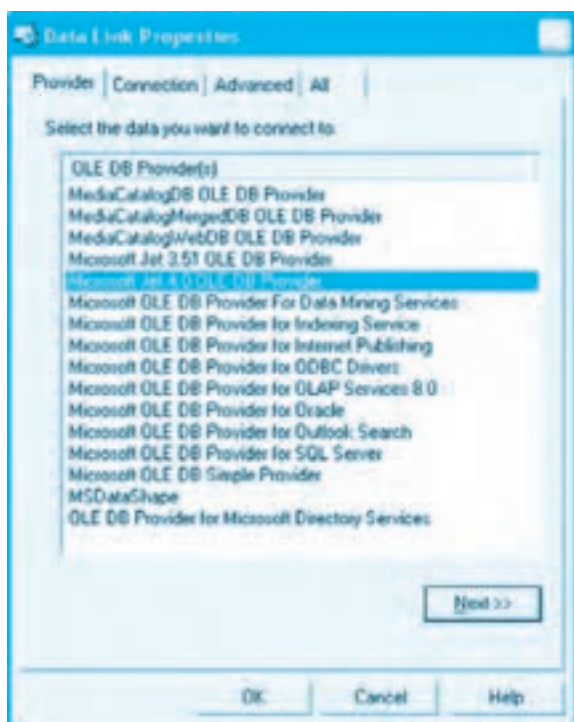 Data Link Properties
Provider Connection Advanced All
Select the data you want to connect to:
OLE DB Provider(s)
MediaCatalogDB OLE DB Provider
MediaCatalogMergedDB OLE DB Provider
MediaCatalogWebDB OLE DB Provider
Microsoft Jet 3.51 OLE DB Provider
Microsoft Jet 4.0 OLE DB Provider
Microsoft OLE DB Provider For Data Mining Services
Microsoft OLE DB Provider for Indexing Service
Microsoft OLE DB Provider for Internet Publishing
Microsoft OLE DB Provider for ODBC Drivers
Microsoft OLE DB Provider for OLAP Services 8.0
Microsoft OLE DB Provider for Oracle
Microsoft OLE DB Provider for Outlook Search
Microsoft OLE DB Provider for SQL Server
Microsoft OLE DB Simple Provider
MSDataShape
OLE DB Provider for Microsoft Directory Services
Next >>
OK Cancel Help